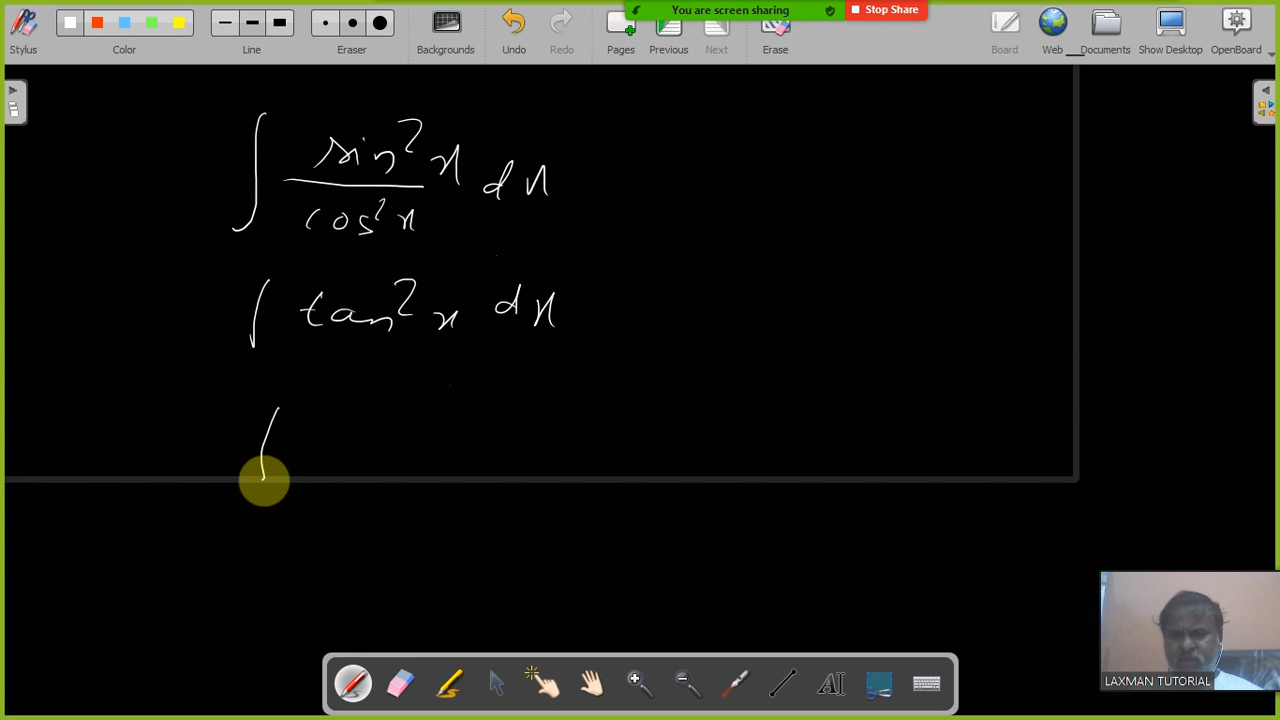 You are screen sharing
Stop Share
Stylus
Color
Line
Eraser
Backgrounds
Undo
Redo
Pages
Previous
Next
Erase
Board
Web
Documents
Show Desktop
OpenBoard
∫ sin²x / cos²x dx
∫ tan²x dx
∫
LAXMAN TUTORIAL